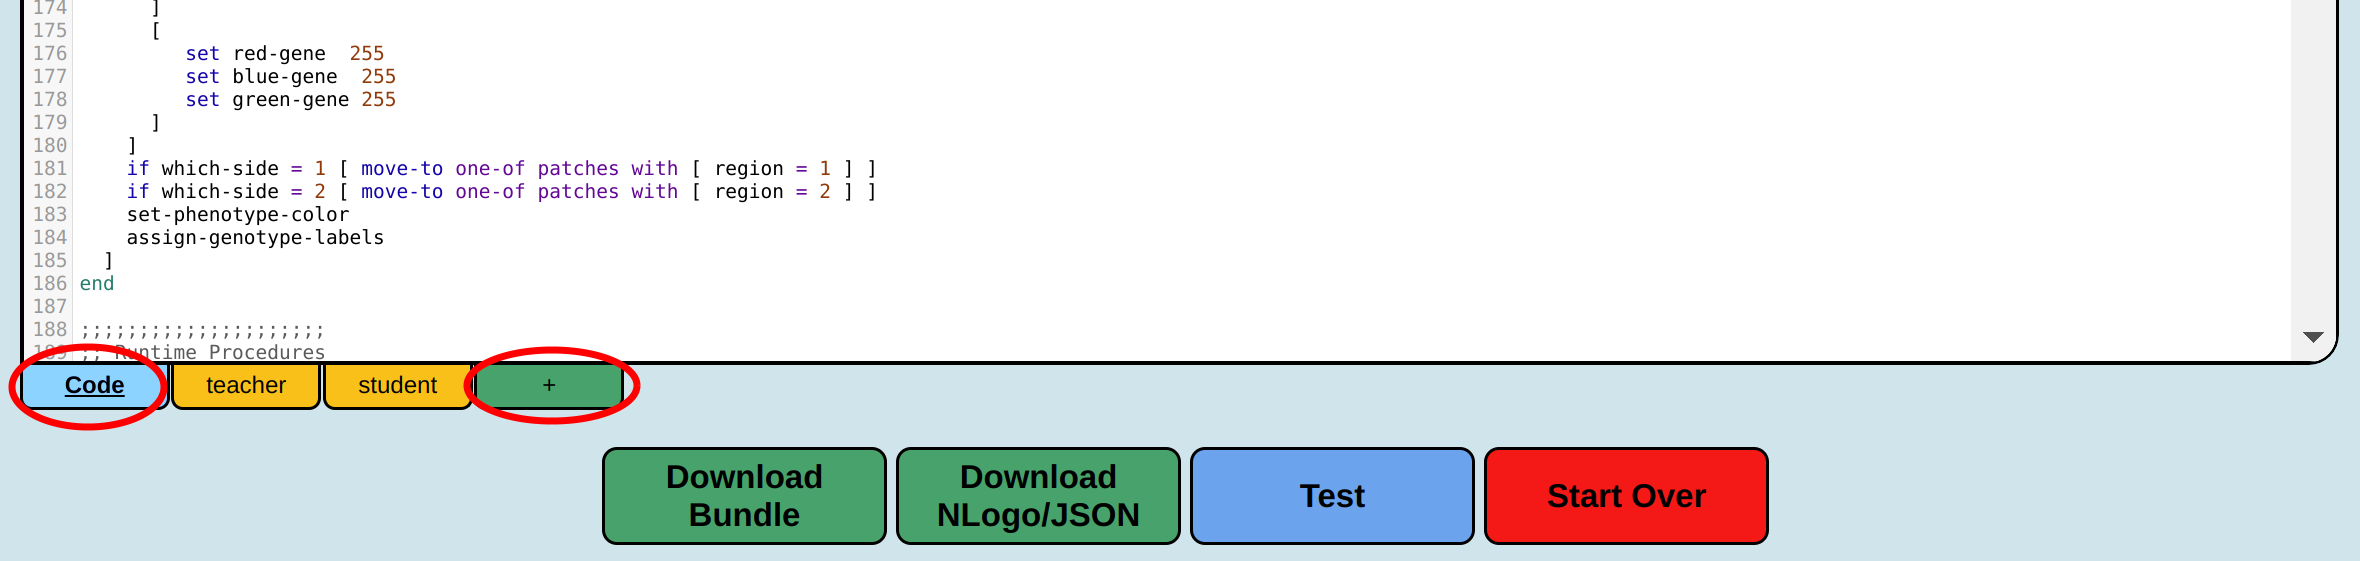 174 ]
175 [
176 set red-gene  255
177 set blue-gene  255
178 set green-gene 255
179 ]
180 ]
181 if which-side = 1 [ move-to one-of patches with [ region = 1 ] ]
182 if which-side = 2 [ move-to one-of patches with [ region = 2 ] ]
183 set-phenotype-color
184 assign-genotype-labels
185 ]
186 end
187
188 ;;;;;;;;;;;;;;;;;;;;;
189 ;; Runtime Procedures
Code teacher student +
Download Bundle
Download NLogo/JSON
Test
Start Over